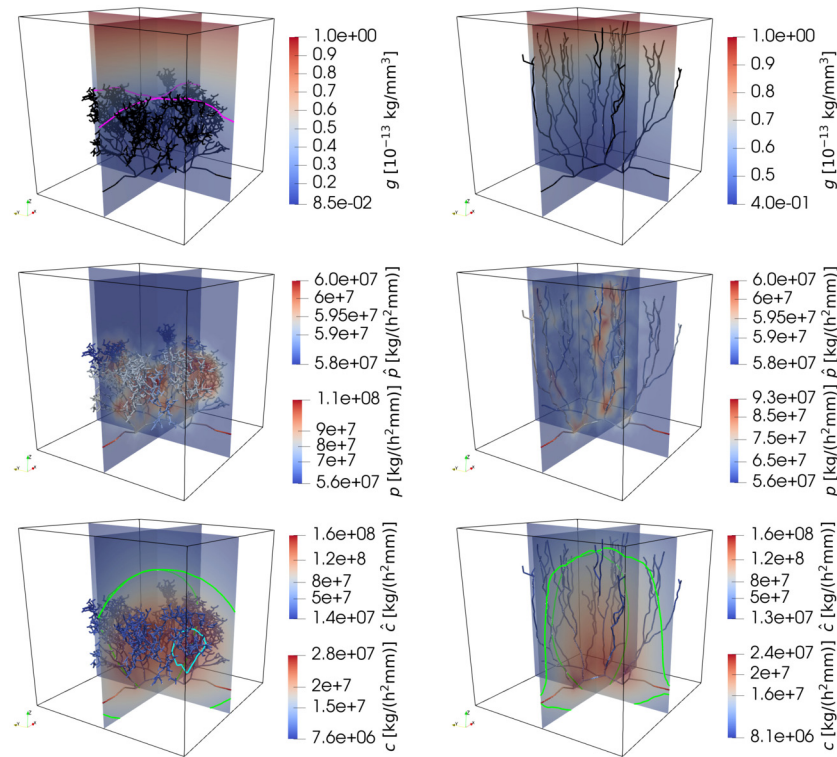 1.0e+00
0.9
0.8
0.7
0.6
0.5
0.4
0.3
0.2
8.5e-02
g [10⁻¹³ kg/mm³]
1.0e+00
0.9
0.8
0.7
0.6
0.5
4.0e-01
g [10⁻¹³ kg/mm³]
6.0e+07
6e+7
5.95e+7
5.9e+7
5.8e+07
p̂ [kg/(h²mm)]
1.1e+08
9e+7
8e+7
7e+7
5.6e+07
p [kg/(h²mm)]
6.0e+07
6e+7
5.95e+7
5.9e+7
5.8e+07
p̂ [kg/(h²mm)]
9.3e+07
8.5e+7
7.5e+7
6.5e+7
5.6e+07
p [kg/(h²mm)]
1.6e+08
1.2e+8
8e+7
5e+7
1.4e+07
ĉ [kg/(h²mm)]
2.8e+07
2e+7
1.5e+7
7.6e+06
c [kg/(h²mm)]
1.6e+08
1.2e+8
8e+7
5e+7
1.3e+07
ĉ [kg/(h²mm)]
2.4e+07
2e+7
1.6e+7
8.1e+06
c [kg/(h²mm)]